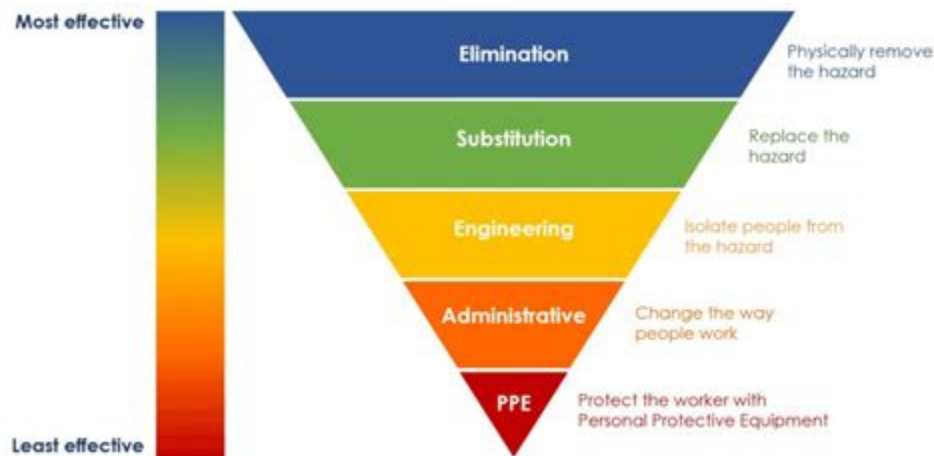 Most effective
Elimination
Physically remove
the hazard
Substitution
Replace the
hazard
Engineering
Isolate people from
the hazard
Administrative
Change the way
people work
PPE
Protect the worker with
Personal Protective Equipment
Least effective